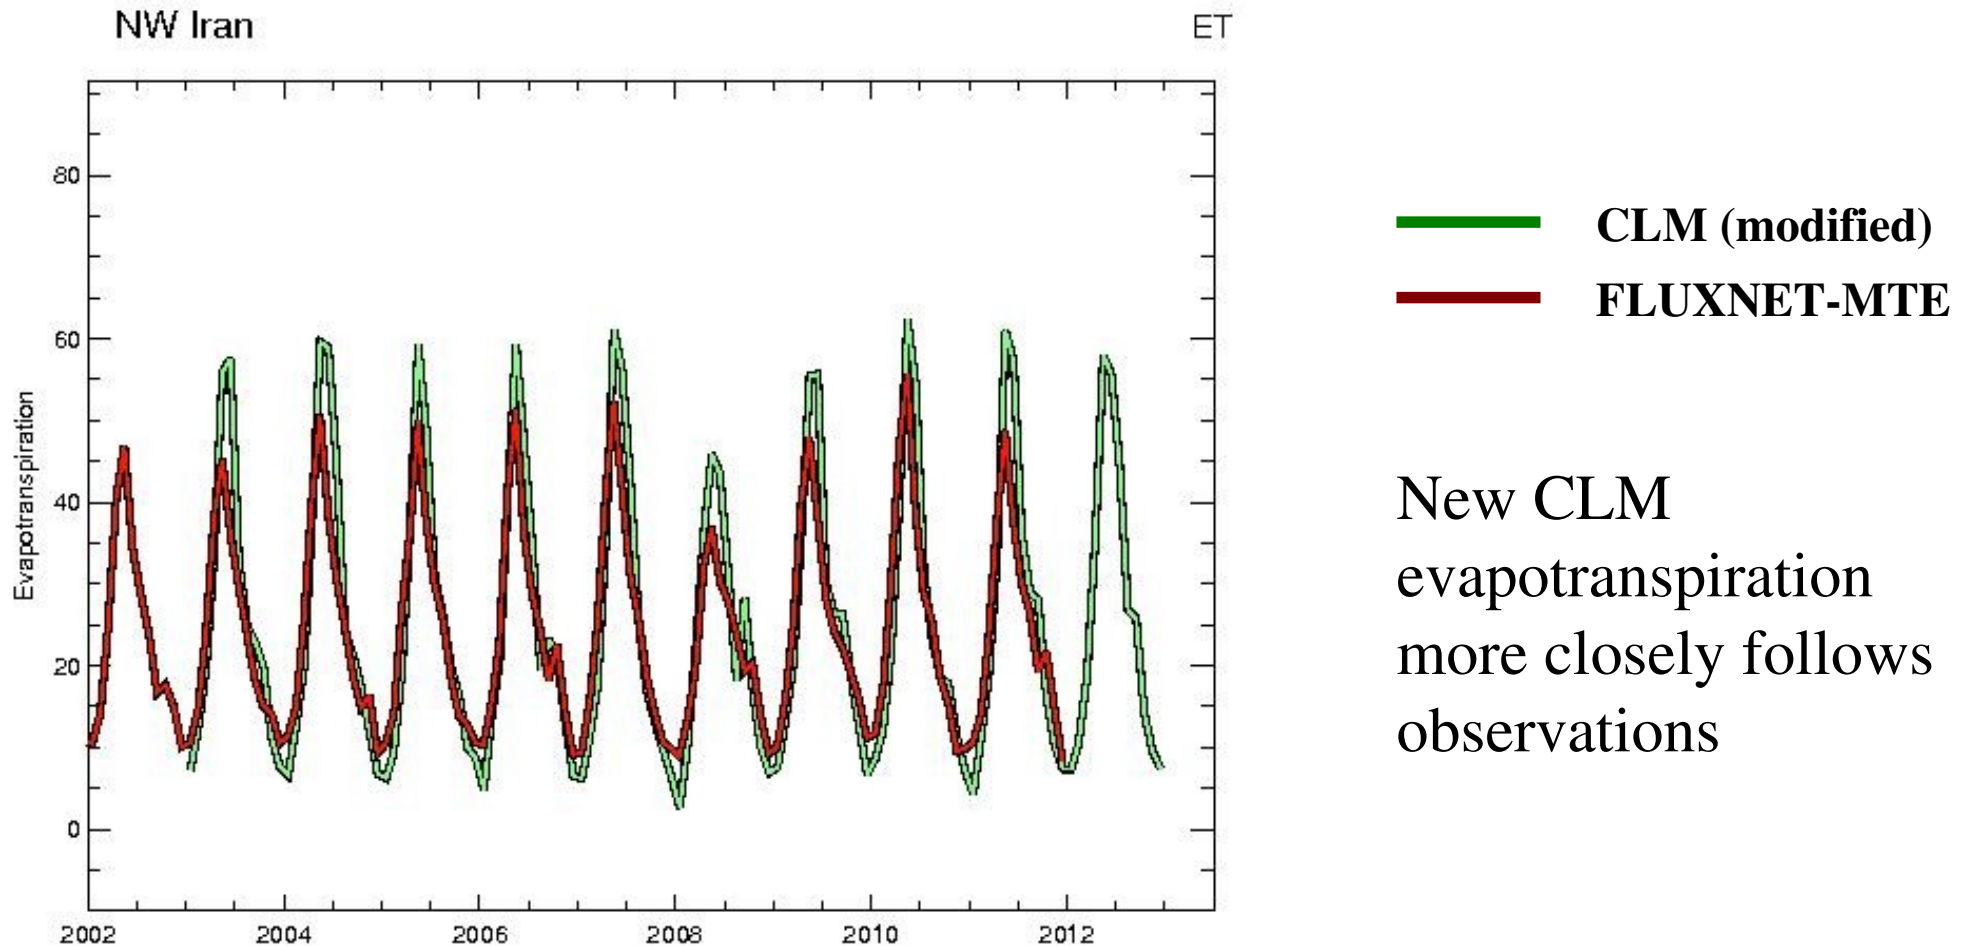 NW Iran
ET
80
60
40
20
0
Evapotranspiration
2002 2004 2006 2008 2010 2012
CLM (modified)
FLUXNET-MTE
New CLM
evapotranspiration
more closely follows
observations